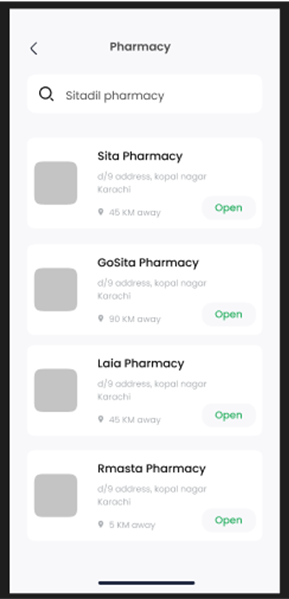 Pharmacy
Sitadil pharmacy
Sita Pharmacy
d/9 address, kopal nagar
Karachi
45 KM away
Open
GoSita Pharmacy
d/9 address, kopal nagar
Karachi
90 KM away
Open
Laia Pharmacy
d/9 address, kopal nagar
Karachi
45 KM away
Open
Rmasta Pharmacy
d/9 address, kopal nagar
Karachi
5 KM away
Open